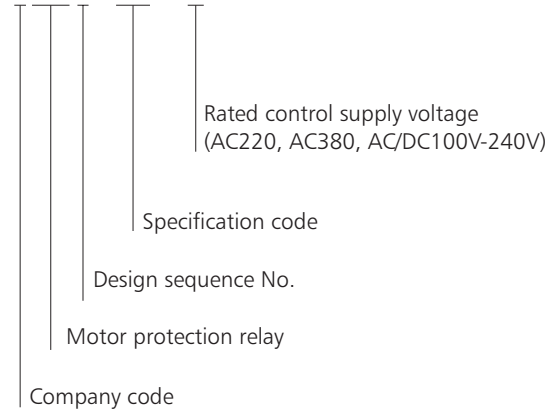 Rated control supply voltage
(AC220, AC380, AC/DC100V-240V)
Specification code
Design sequence No.
Motor protection relay
Company code